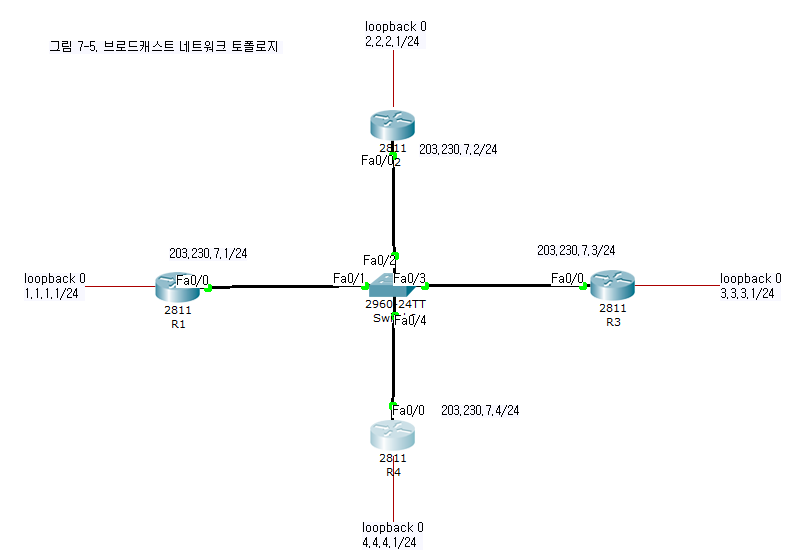 loopback 0
2.2.2.1/24
그림 7-5. 브로드캐스트 네트워크 토폴로지
2811
203.230.7.2/24
Fa0/0
203.230.7.1/24
Fa0/2
203.230.7.3/24
loopback 0
1.1.1.1/24
Fa0/0
Fa0/1
Fa0/3
Fa0/0
loopback 0
3.3.3.1/24
2811
R1
2960-24TT
Fa0/4
2811
R3
Fa0/0
203.230.7.4/24
2811
R4
loopback 0
4.4.4.1/24